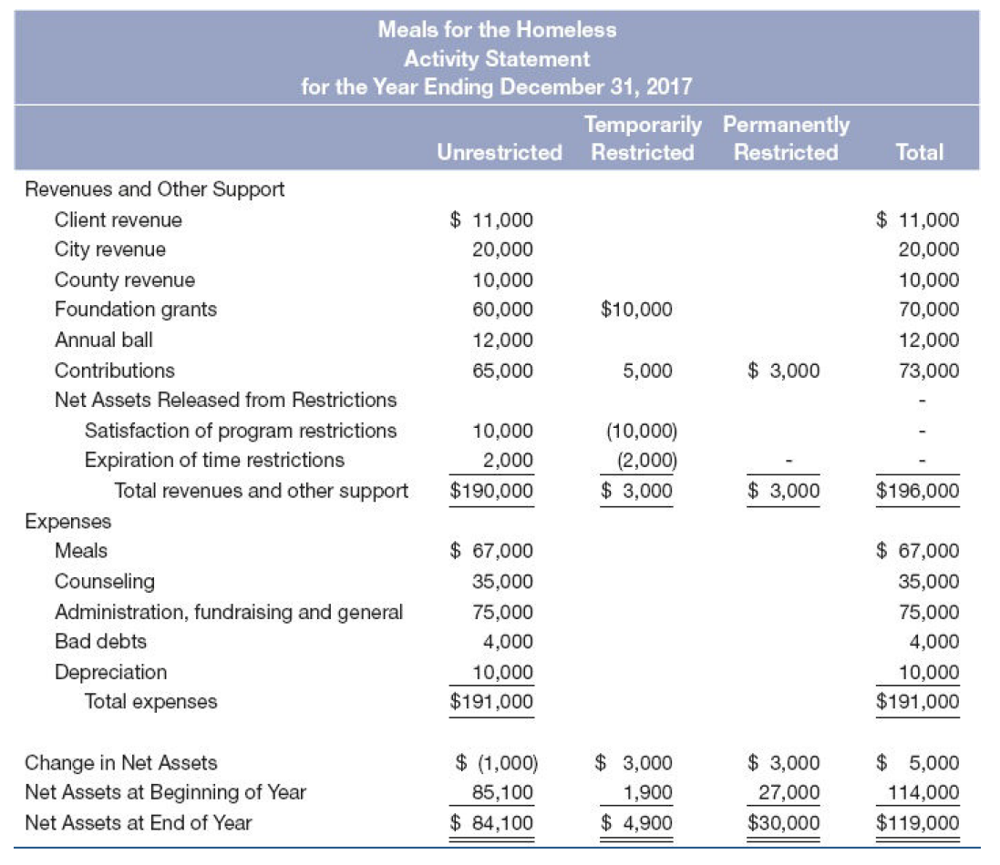 Meals for the Homeless
Activity Statement
for the Year Ending December 31, 2017
Temporarily Permanently
Unrestricted Restricted Restricted Total
Revenues and Other Support
Client revenue $ 11,000 $ 11,000
City revenue 20,000 20,000
County revenue 10,000 10,000
Foundation grants 60,000 $10,000 70,000
Annual ball 12,000 12,000
Contributions 65,000 5,000 $ 3,000 73,000
Net Assets Released from Restrictions -
Satisfaction of program restrictions 10,000 (10,000) -
Expiration of time restrictions 2,000 (2,000) - -
Total revenues and other support $190,000 $ 3,000 $ 3,000 $196,000
Expenses
Meals $ 67,000 $ 67,000
Counseling 35,000 35,000
Administration, fundraising and general 75,000 75,000
Bad debts 4,000 4,000
Depreciation 10,000 10,000
Total expenses $191,000 $191,000
Change in Net Assets $ (1,000) $ 3,000 $ 3,000 $ 5,000
Net Assets at Beginning of Year 85,100 1,900 27,000 114,000
Net Assets at End of Year $ 84,100 $ 4,900 $30,000 $119,000